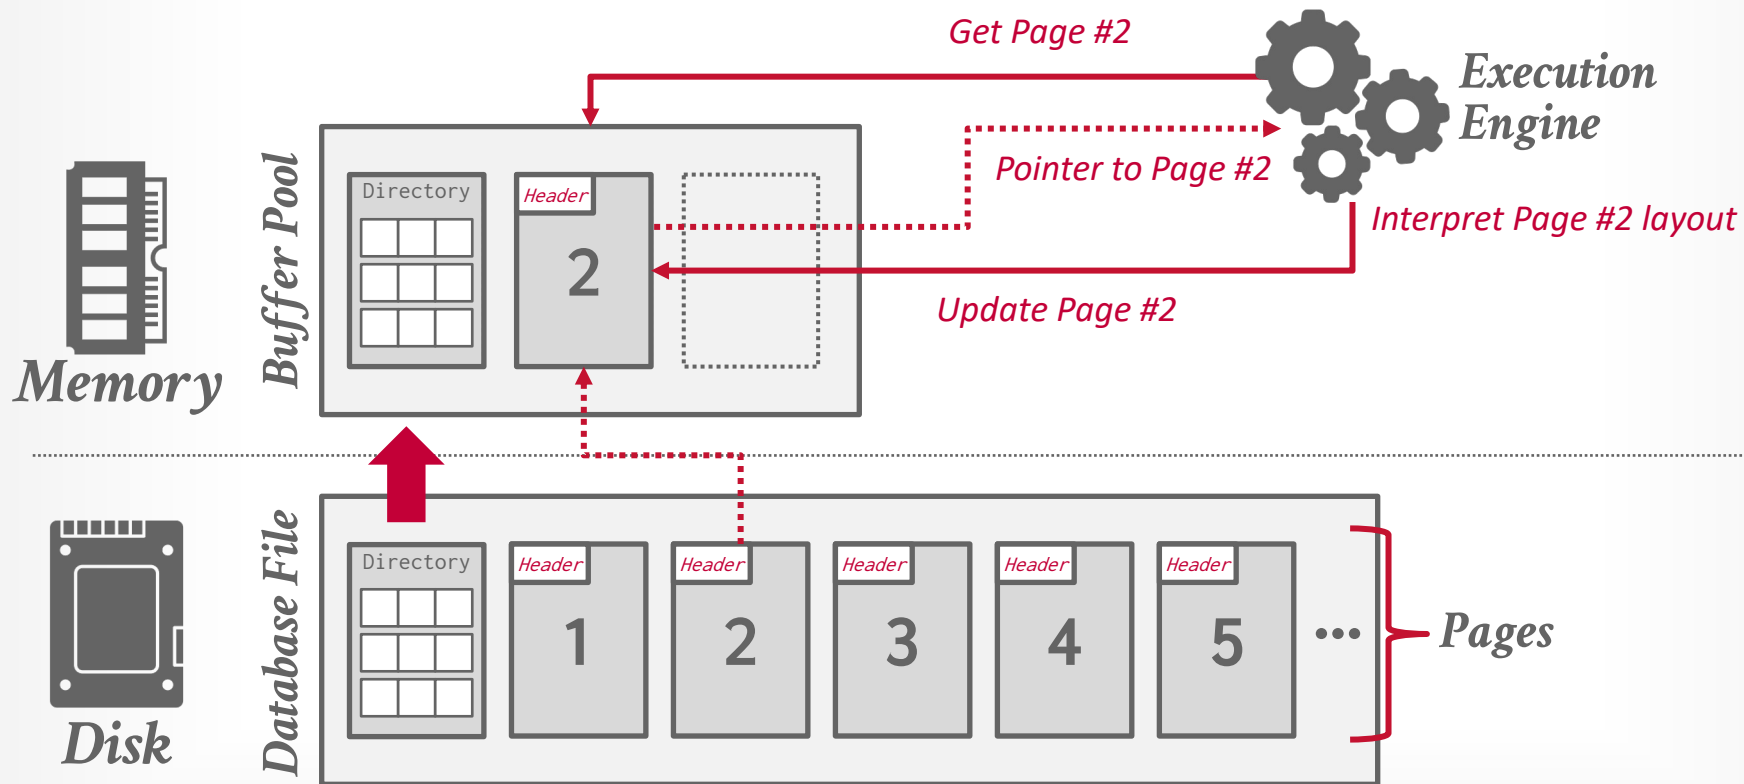 Get Page #2
Execution
Engine
Pointer to Page #2
Interpret Page #2 layout
Update Page #2
Buffer Pool
Directory
Header
2
Memory
Database File
Directory
Header
1
Header
2
Header
3
Header
4
Header
5
...
Pages
Disk